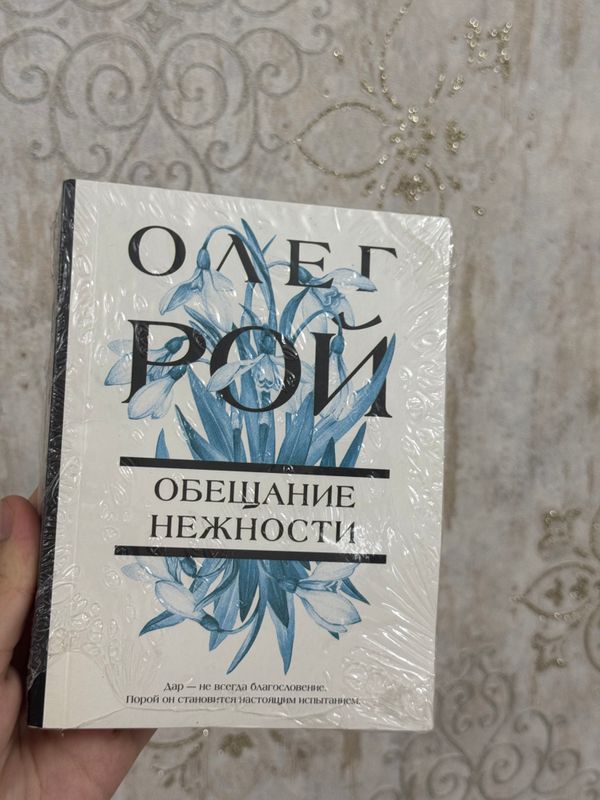 ОЛЕГ
РОЙ
ОБЕЩАНИЕ
НЕЖНОСТИ
Дар — не всегда благословение.
Порой он становится настоящим испытанием.